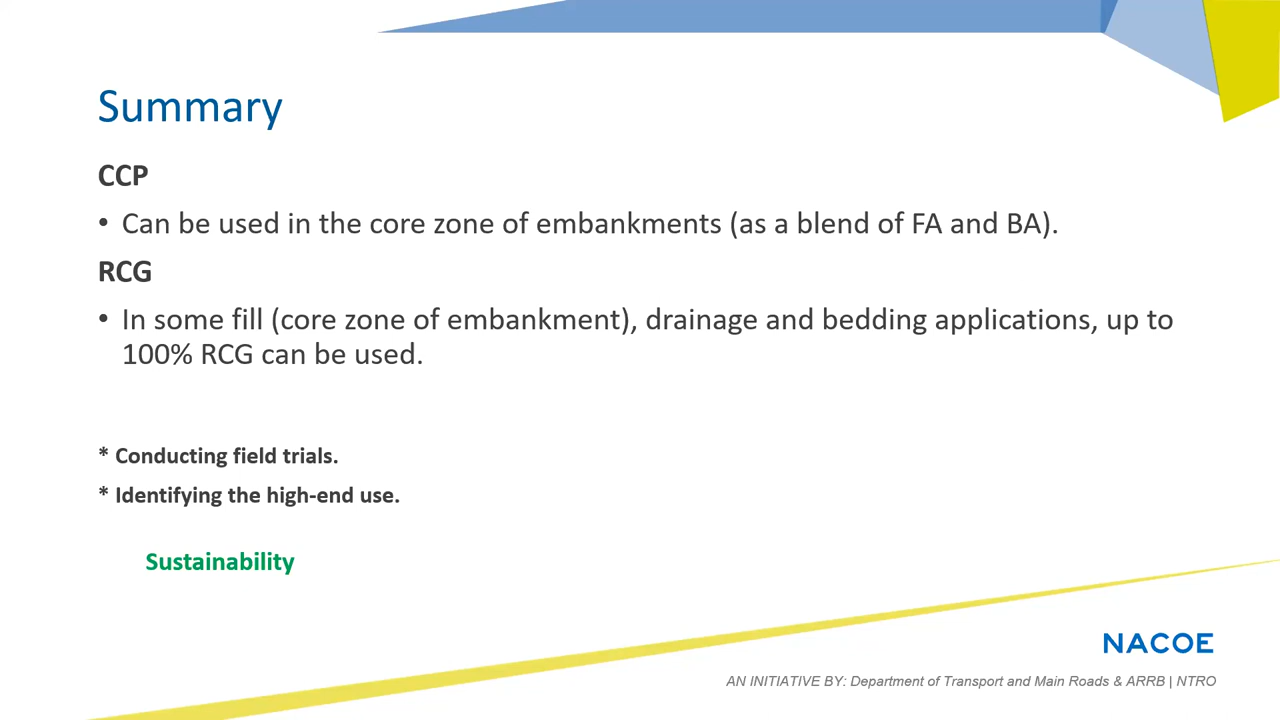 Summary
CCP
• Can be used in the core zone of embankments (as a blend of FA and BA).
RCG
• In some fill (core zone of embankment), drainage and bedding applications, up to
100% RCG can be used.
* Conducting field trials.
* Identifying the high-end use.
Sustainability
NACOE
AN INITIATIVE BY: Department of Transport and Main Roads & ARRB | NTRO